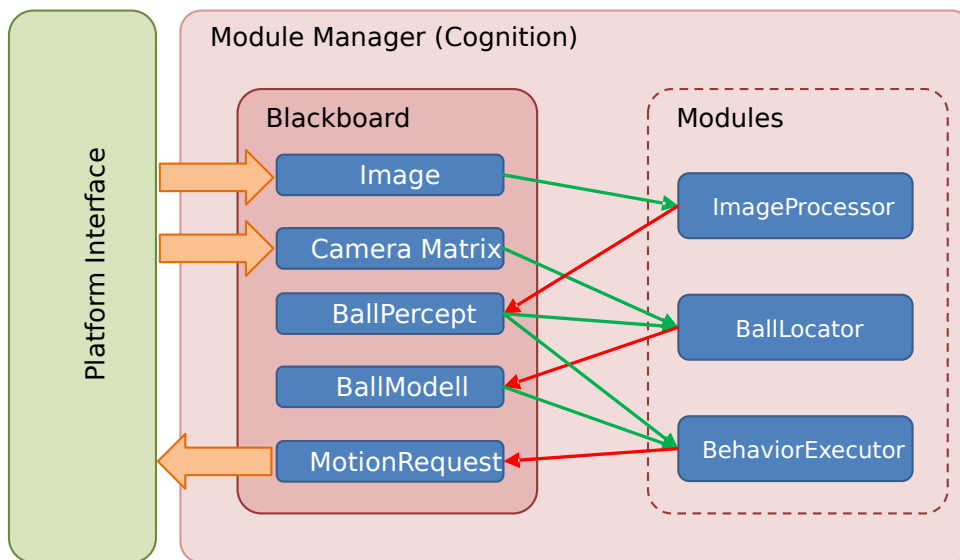 Platform Interface
Module Manager (Cognition)
Blackboard
Image
Camera Matrix
BallPercept
BallModell
MotionRequest
Modules
ImageProcessor
BallLocator
BehaviorExecutor